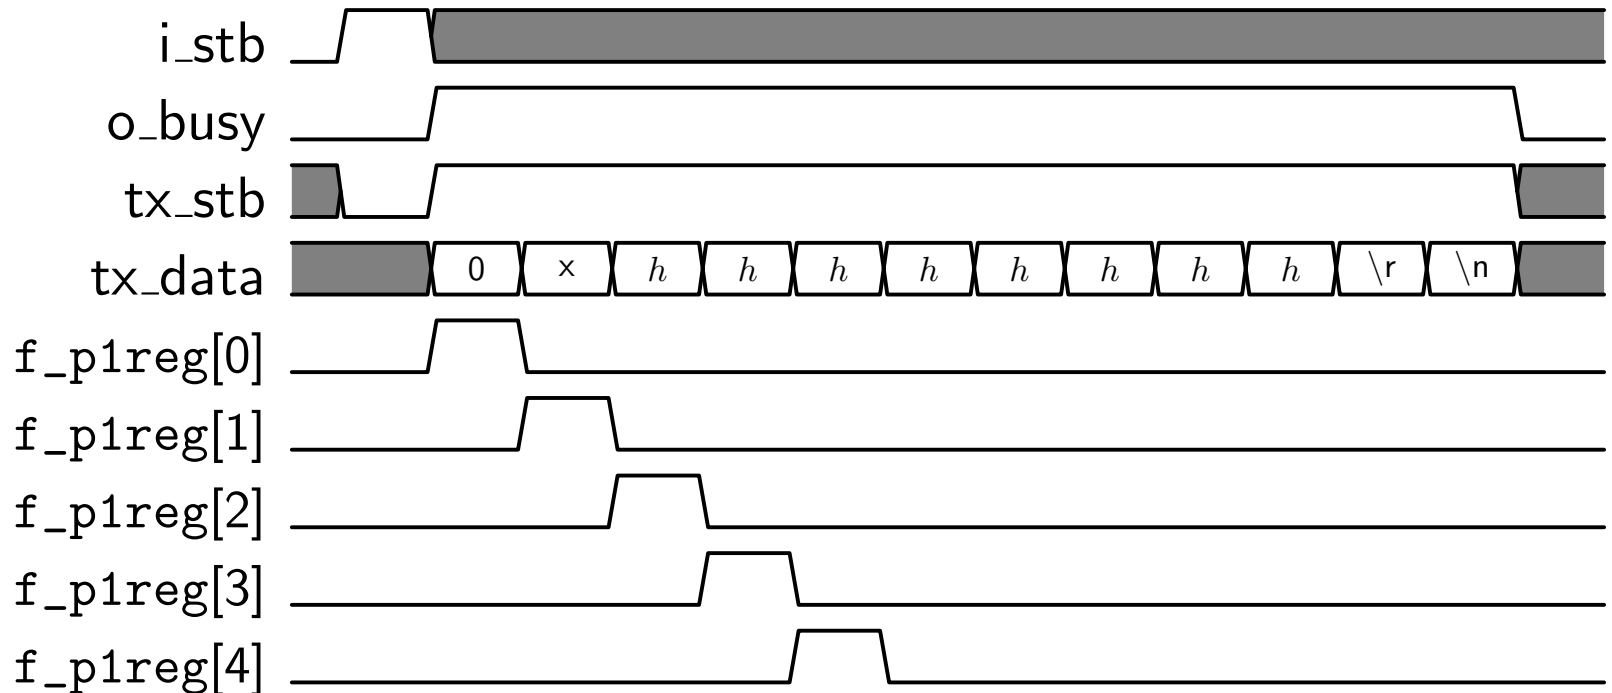 i_stb
o_busy
tx_stb
tx_data 0 x h h h h h h h h \r \n
f_p1reg[0]
f_p1reg[1]
f_p1reg[2]
f_p1reg[3]
f_p1reg[4]